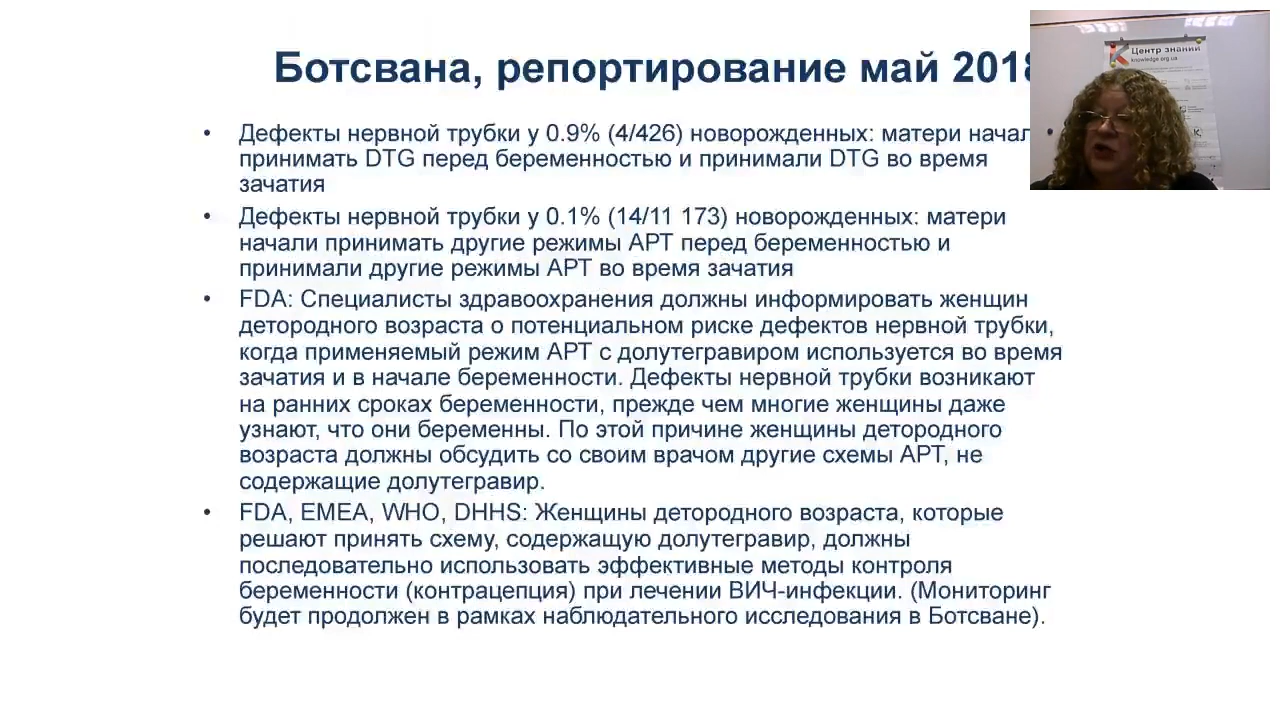 Ботсвана, репортирование май 2018
• Дефекты нервной трубки у 0.9% (4/426) новорожденных: матери начал
принимать DTG перед беременностью и принимали DTG во время
зачатия
• Дефекты нервной трубки у 0.1% (14/11 173) новорожденных: матери
начали принимать другие режимы АРТ перед беременностью и
принимали другие режимы АРТ во время зачатия
• FDA: Специалисты здравоохранения должны информировать женщин
детородного возраста о потенциальном риске дефектов нервной трубки,
когда применяемый режим АРТ с долутегравиром используется во время
зачатия и в начале беременности. Дефекты нервной трубки возникают
на ранних сроках беременности, прежде чем многие женщины даже
узнают, что они беременны. По этой причине женщины детородного
возраста должны обсудить со своим врачом другие схемы АРТ, не
содержащие долутегравир.
• FDA, EMEA, WHO, DHHS: Женщины детородного возраста, которые
решают принять схему, содержащую долутегравир, должны
последовательно использовать эффективные методы контроля
беременности (контрацепция) при лечении ВИЧ-инфекции. (Мониторинг
будет продолжен в рамках наблюдательного исследования в Ботсване).
Центр знаний
knowledge.org.ua